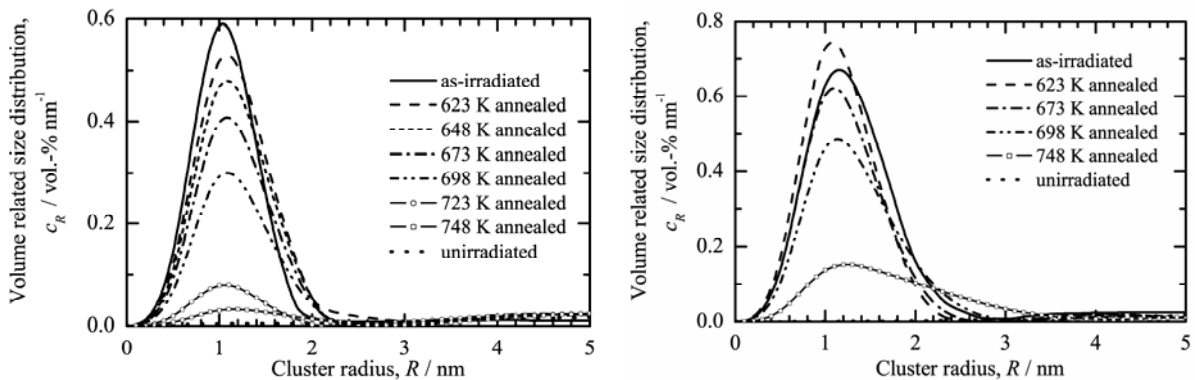 Volume related size distribution,
c_R / vol.-% nm⁻¹
0.6
0.4
0.2
0.0
0
1
2
3
4
5
Cluster radius, R / nm
as-irradiated
623 K annealed
648 K annealed
673 K annealed
698 K annealed
723 K annealed
748 K annealed
unirradiated
Volume related size distribution,
c_R / vol.-% nm⁻¹
0.8
0.6
0.4
0.2
0.0
0
1
2
3
4
5
Cluster radius, R / nm
as-irradiated
623 K annealed
673 K annealed
698 K annealed
748 K annealed
unirradiated